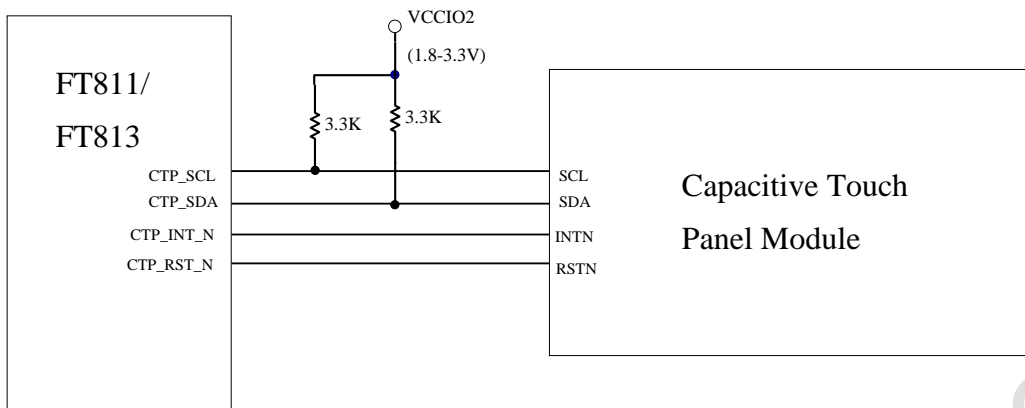 VCCIO2
(1.8-3.3V)
FT811/
FT813
3.3K
3.3K
CTP_SCL
CTP_SDA
CTP_INT_N
CTP_RST_N
SCL
SDA
INTN
RSTN
Capacitive Touch
Panel Module